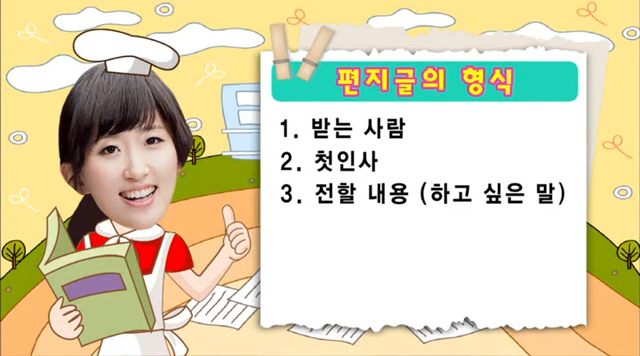 편지글의 형식
1. 받는 사람
2. 첫인사
3. 전할 내용 (하고 싶은 말)